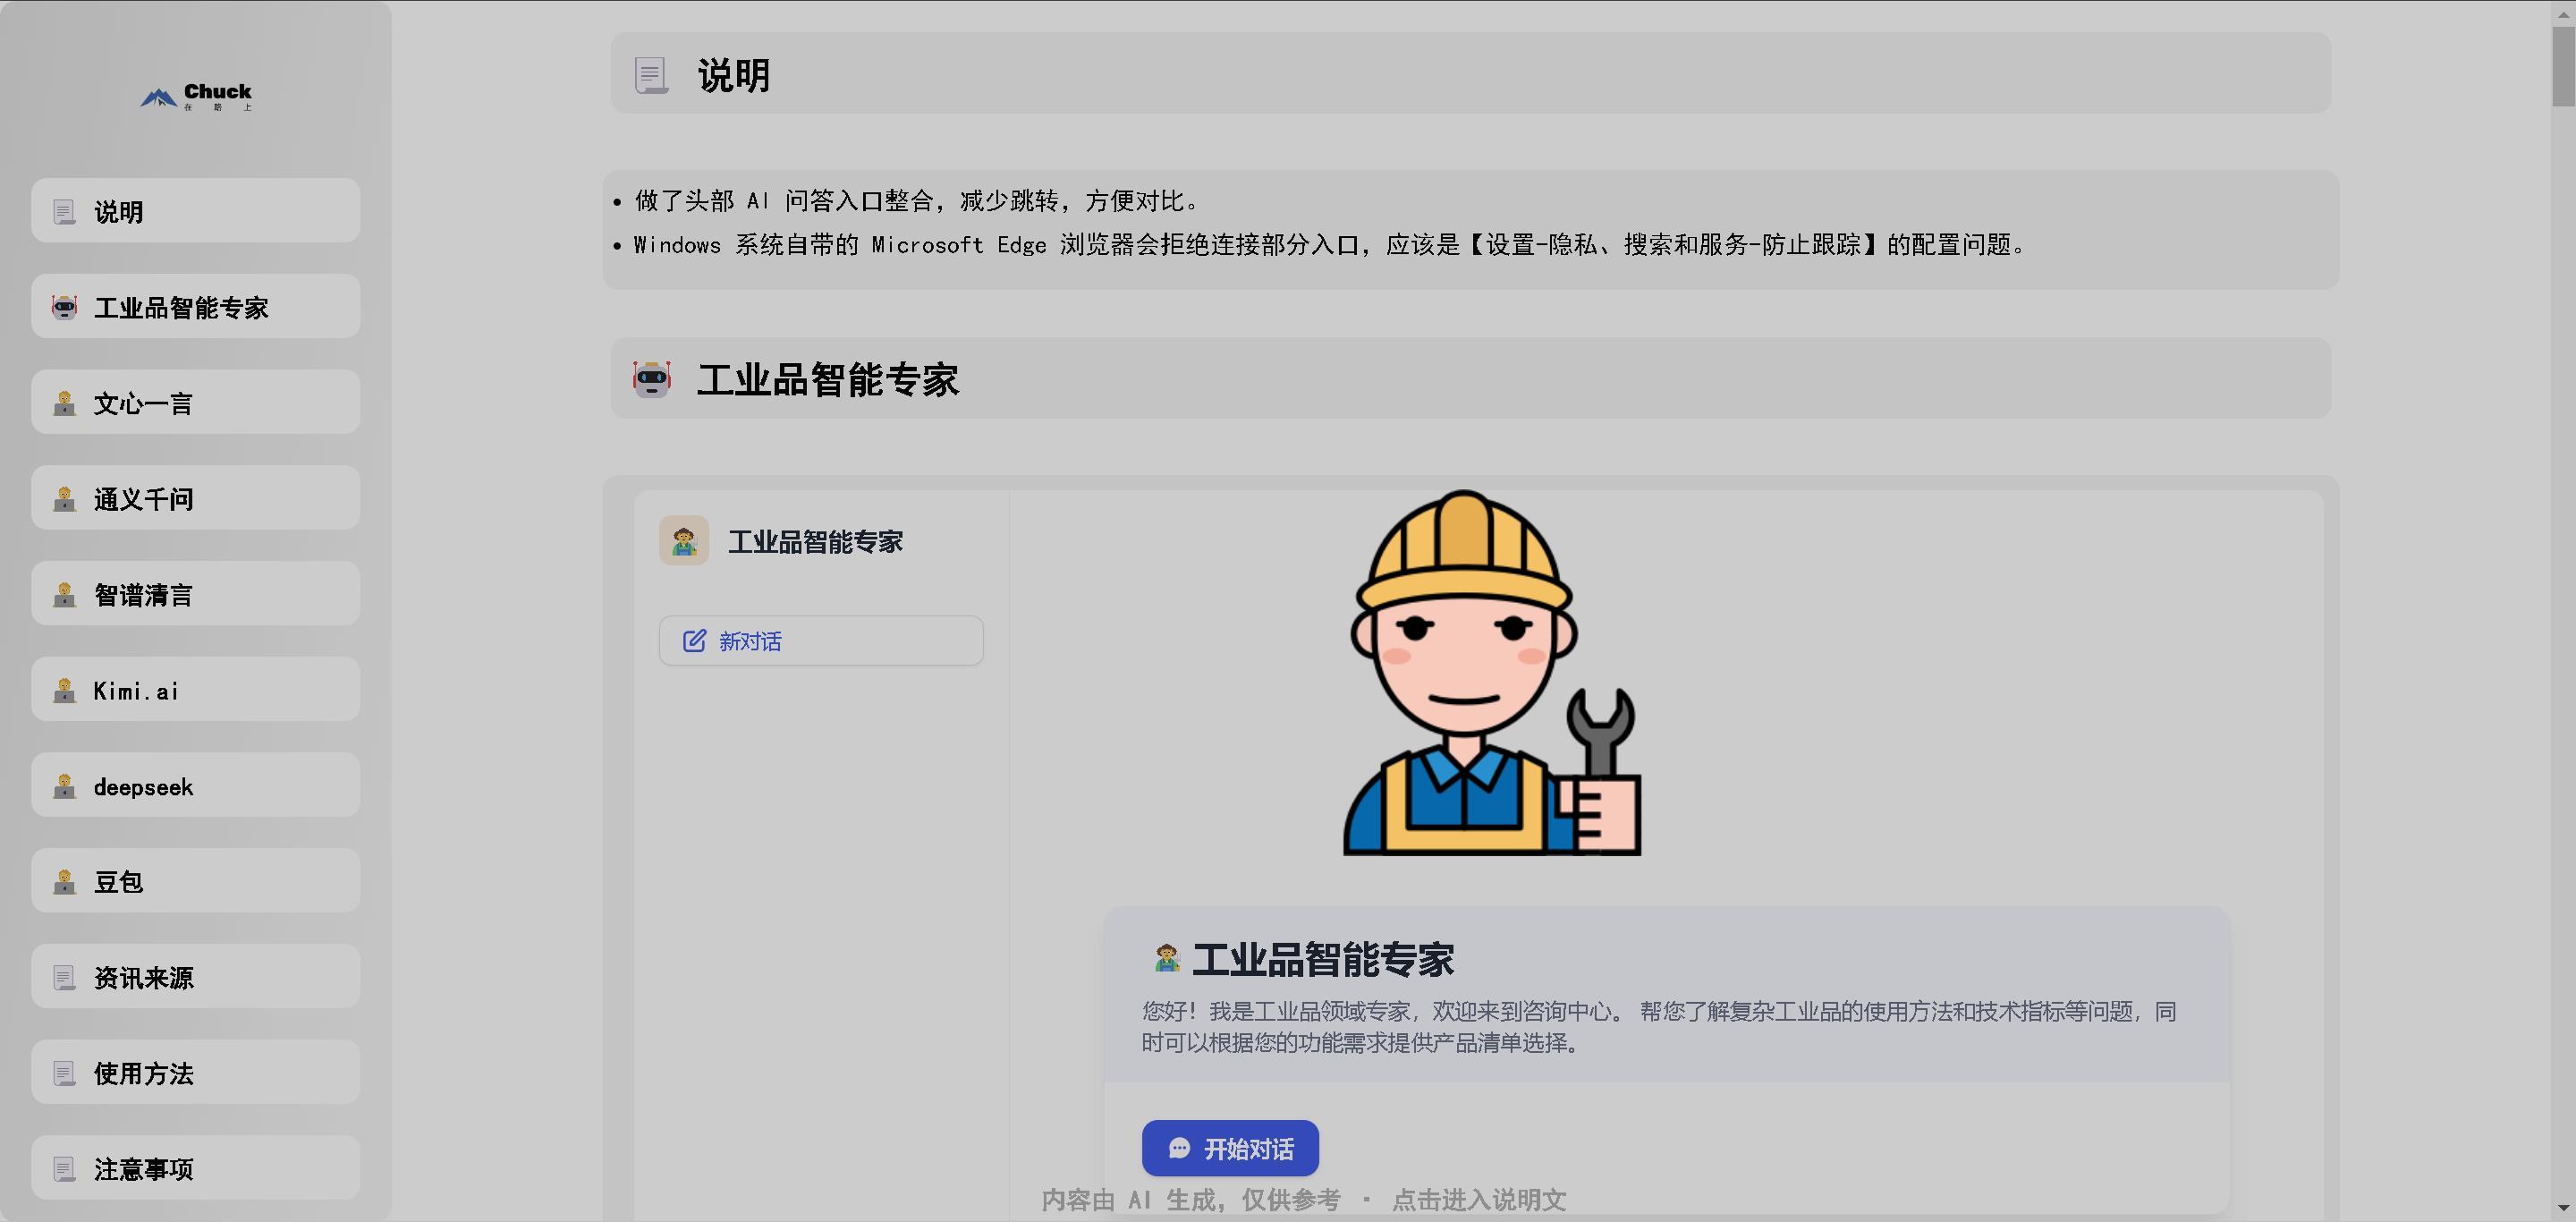 Chuck
在路上
说明
工业品智能专家
文心一言
通义千问
智谱清言
Kimi.ai
deepseek
豆包
资讯来源
使用方法
注意事项
说明
做了头部 AI 问答入口整合，减少跳转，方便对比。
Windows 系统自带的 Microsoft Edge 浏览器会拒绝连接部分入口，应该是【设置-隐私、搜索和服务-防止跟踪】的配置问题。
工业品智能专家
工业品智能专家
新对话
工业品智能专家
您好！我是工业品领域专家，欢迎来到咨询中心。 帮您了解复杂工业品的使用方法和技术指标等问题，同
时可以根据您的功能需求提供产品清单选择。
开始对话
内容由 AI 生成，仅供参考 · 点击进入说明文